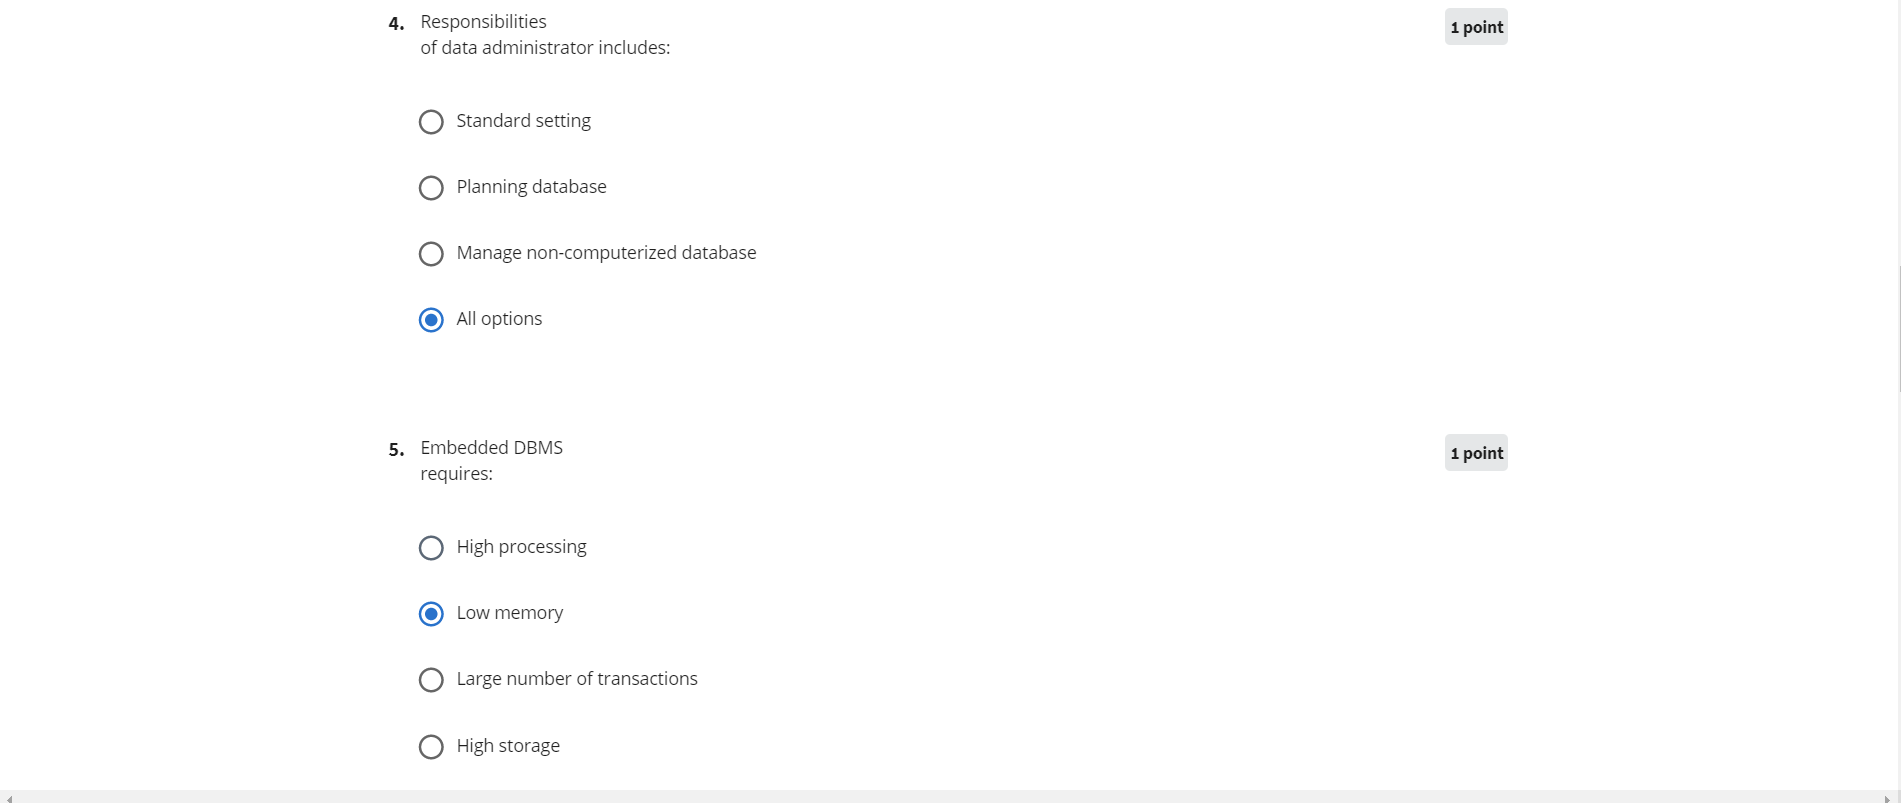 4. Responsibilities
of data administrator includes:
1 point
Standard setting
Planning database
Manage non-computerized database
All options
5. Embedded DBMS
requires:
1 point
High processing
Low memory
Large number of transactions
High storage